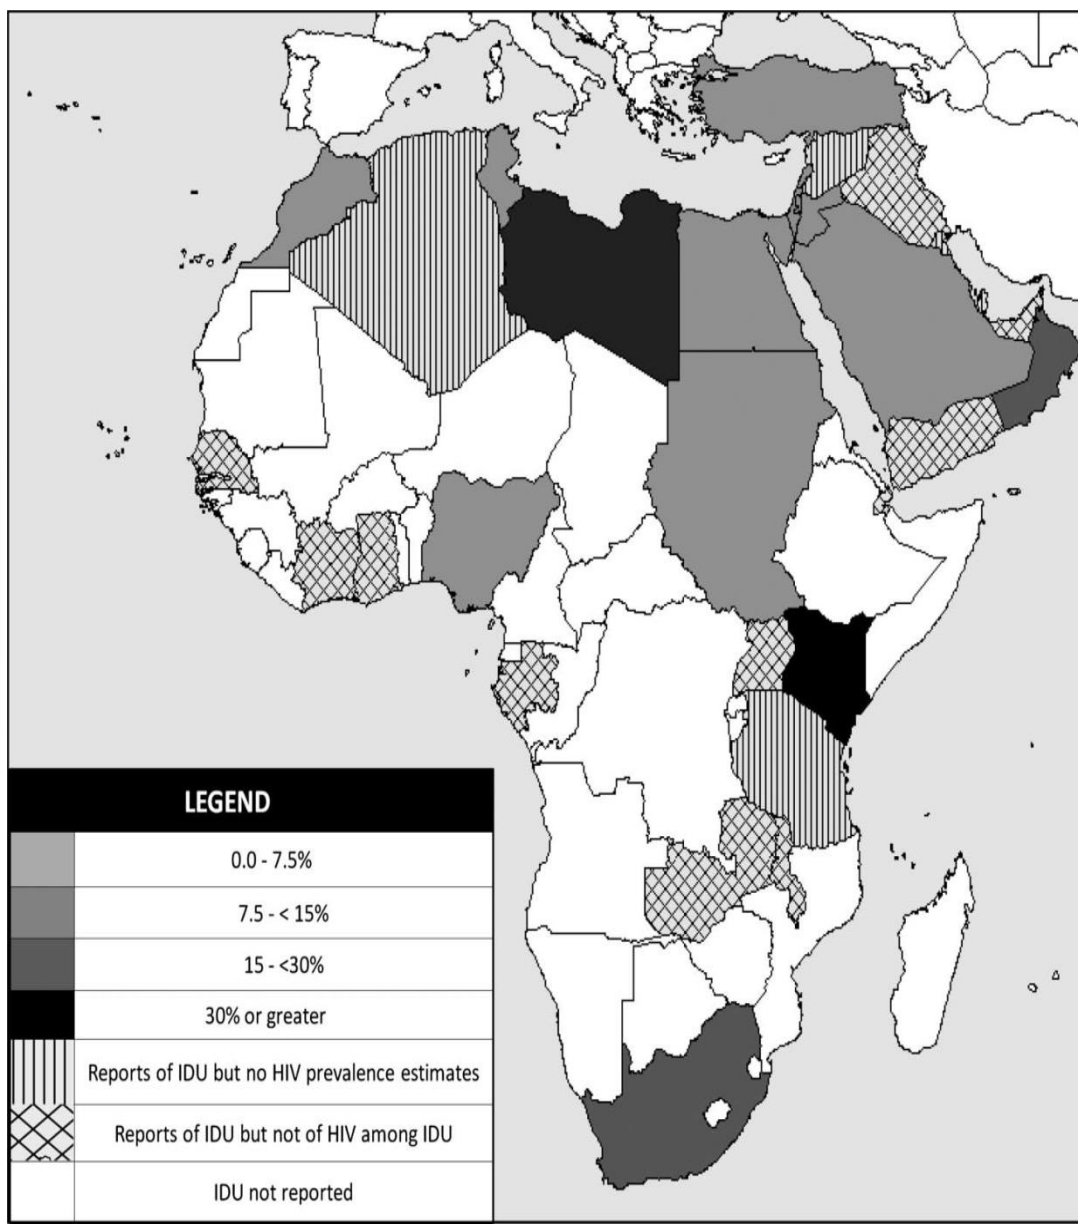 LEGEND
0.0 - 7.5%
7.5 - < 15%
15 - <30%
30% or greater
Reports of IDU but no HIV prevalence estimates
Reports of IDU but not of HIV among IDU
IDU not reported